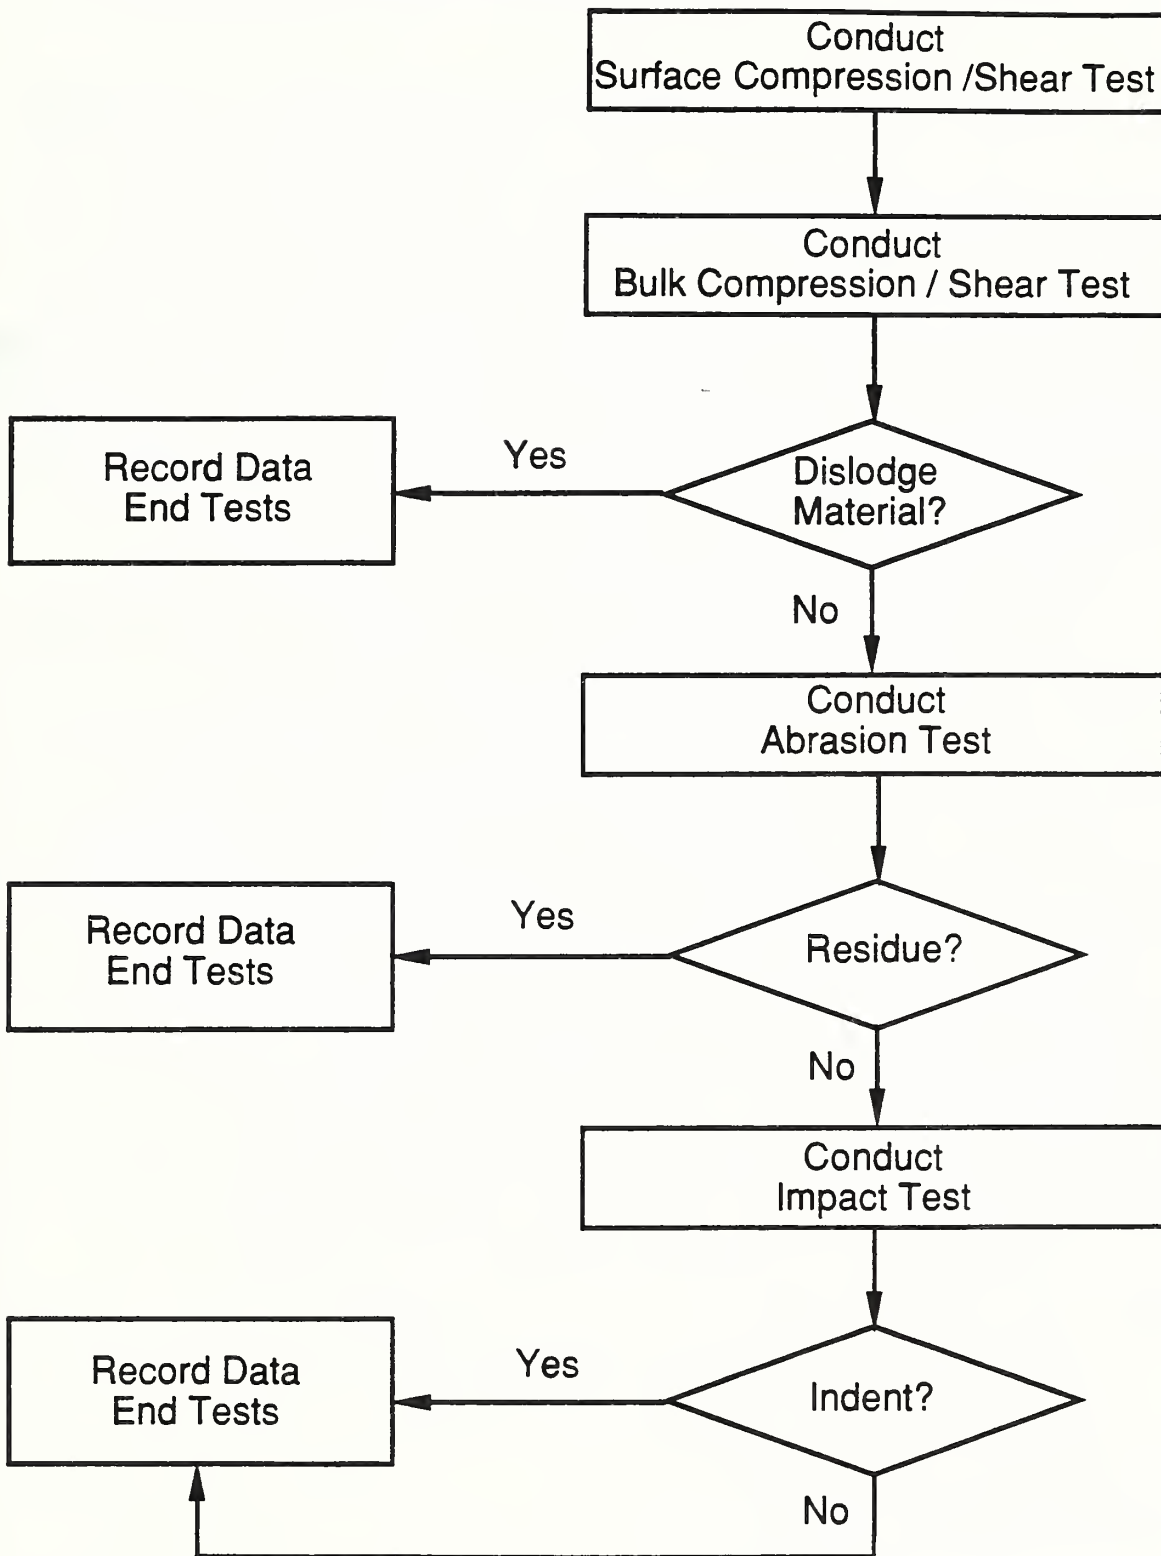 Conduct
Surface Compression /Shear Test
Conduct
Bulk Compression / Shear Test
Dislodge
Material?
Yes
Record Data
End Tests
No
Conduct
Abrasion Test
Residue?
Yes
Record Data
End Tests
No
Conduct
Impact Test
Indent?
Yes
Record Data
End Tests
No